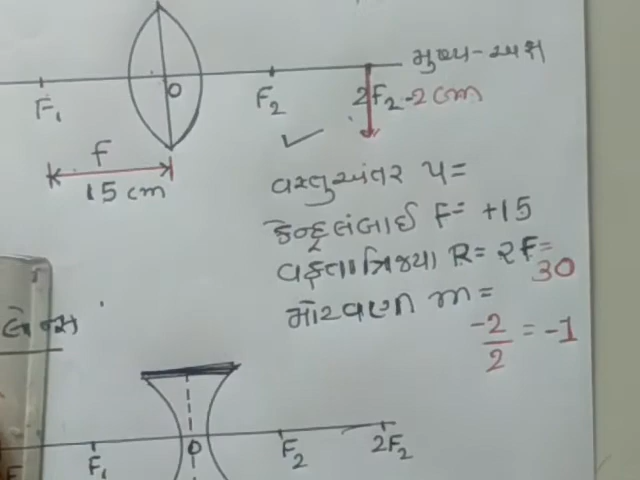 મુખ્ય-અક્ષ
F₁ O F₂ 2F₂ -2 cm
F
15 cm
વસ્તુઅંતર u =
કેન્દ્રલંબાઈ F = +15
વક્રતાત્રિજ્યા R = 2F = 30
મોટવણી m =
-2/2 = -1
લેન્સ
F₁ O F₂ 2F₂
F